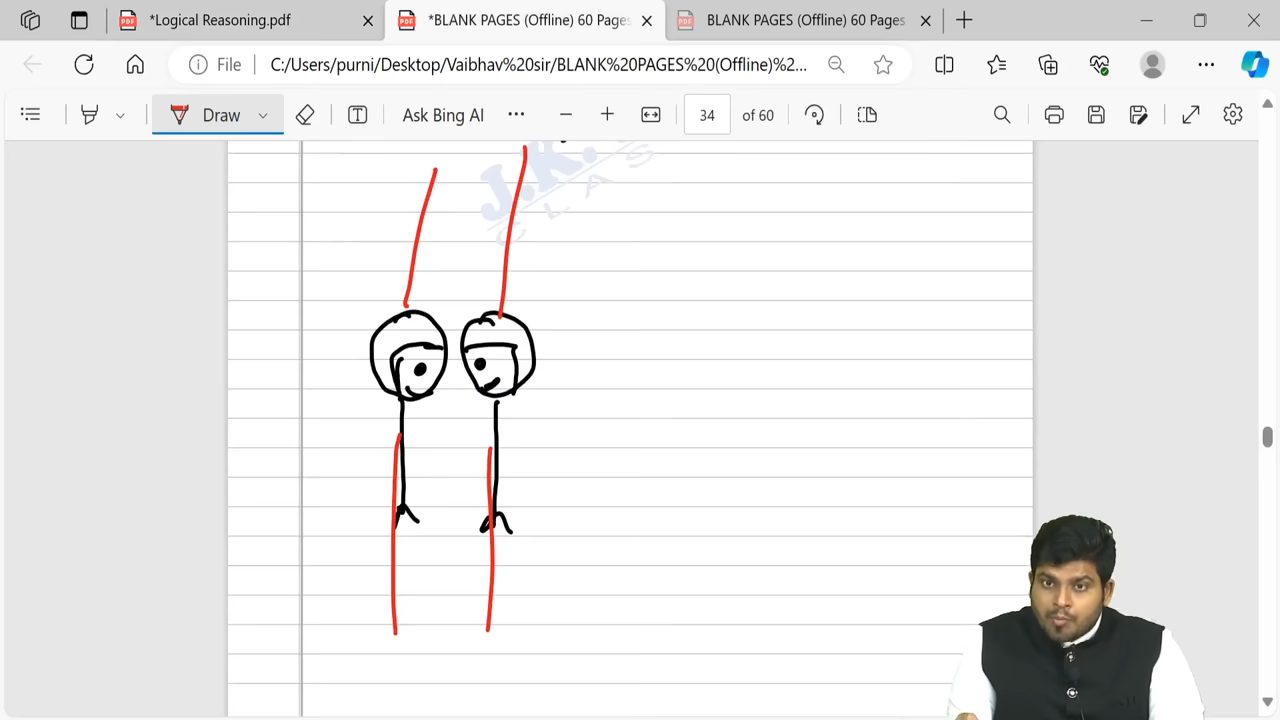 *Logical Reasoning.pdf
*BLANK PAGES (Offline) 60 Pages
BLANK PAGES (Offline) 60 Pages
File
C:/Users/purni/Desktop/Vaibhav%20sir/BLANK%20PAGES%20(Offline)%2...
Draw
Ask Bing AI
34
of 60
J.K.
CLAS